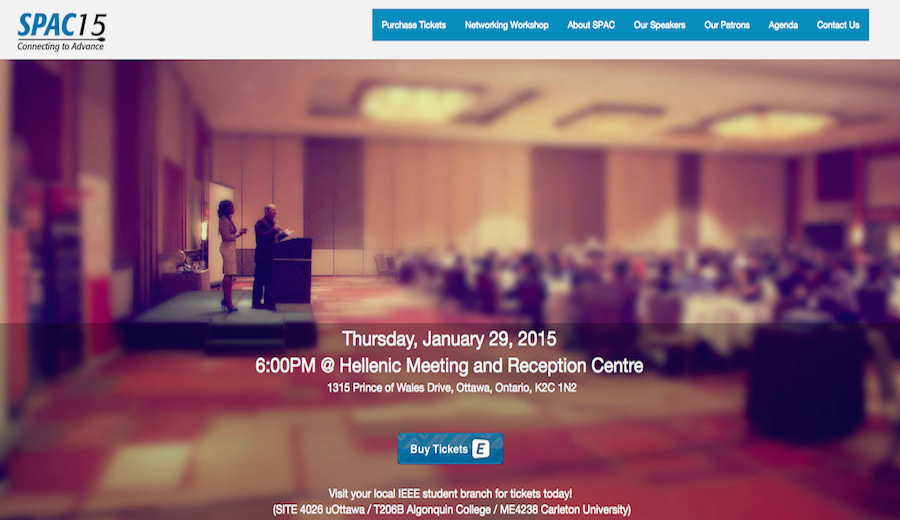 SPAC15
Connecting to Advance
Purchase Tickets Networking Workshop About SPAC Our Speakers Our Patrons Agenda Contact Us
Thursday, January 29, 2015
6:00PM @ Hellenic Meeting and Reception Centre
1315 Prince of Wales Drive, Ottawa, Ontario, K2C 1N2
Buy Tickets E
Visit your local IEEE student branch for tickets today!
(SITE 4026 uOttawa / T206B Algonquin College / ME4238 Carleton University)